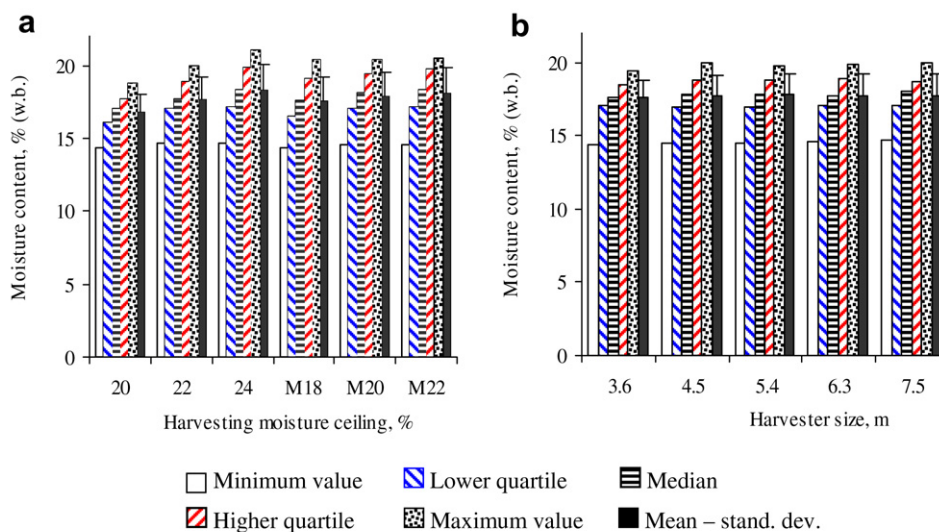 a
Moisture content, % (w.b.)
20
15
10
5
0
20 22 24 M18 M20 M22
Harvesting moisture ceiling, %
b
Moisture content, % (w.b.)
20
15
10
5
0
3.6 4.5 5.4 6.3 7.5
Harvester size, m
Minimum value Lower quartile Median
Higher quartile Maximum value Mean – stand. dev.